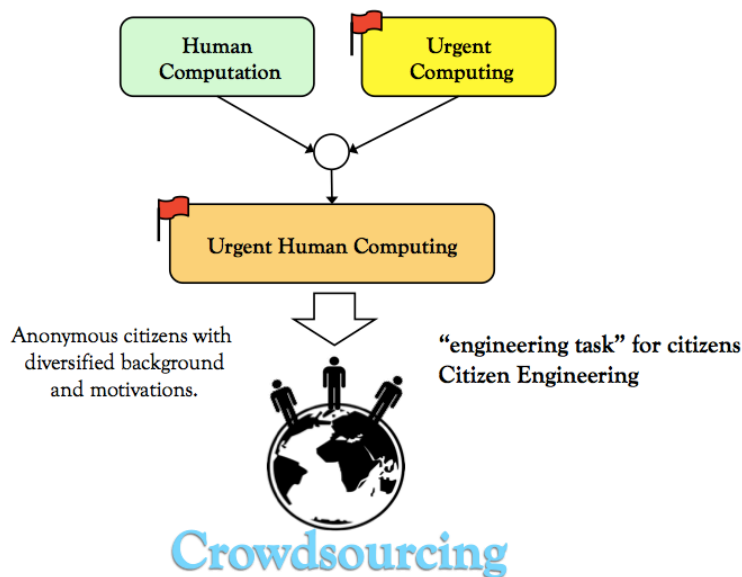 Human
Computation
Urgent
Computing
Urgent Human Computing
Anonymous citizens with
diversified background
and motivations.
“engineering task” for citizens
Citizen Engineering
Crowdsourcing